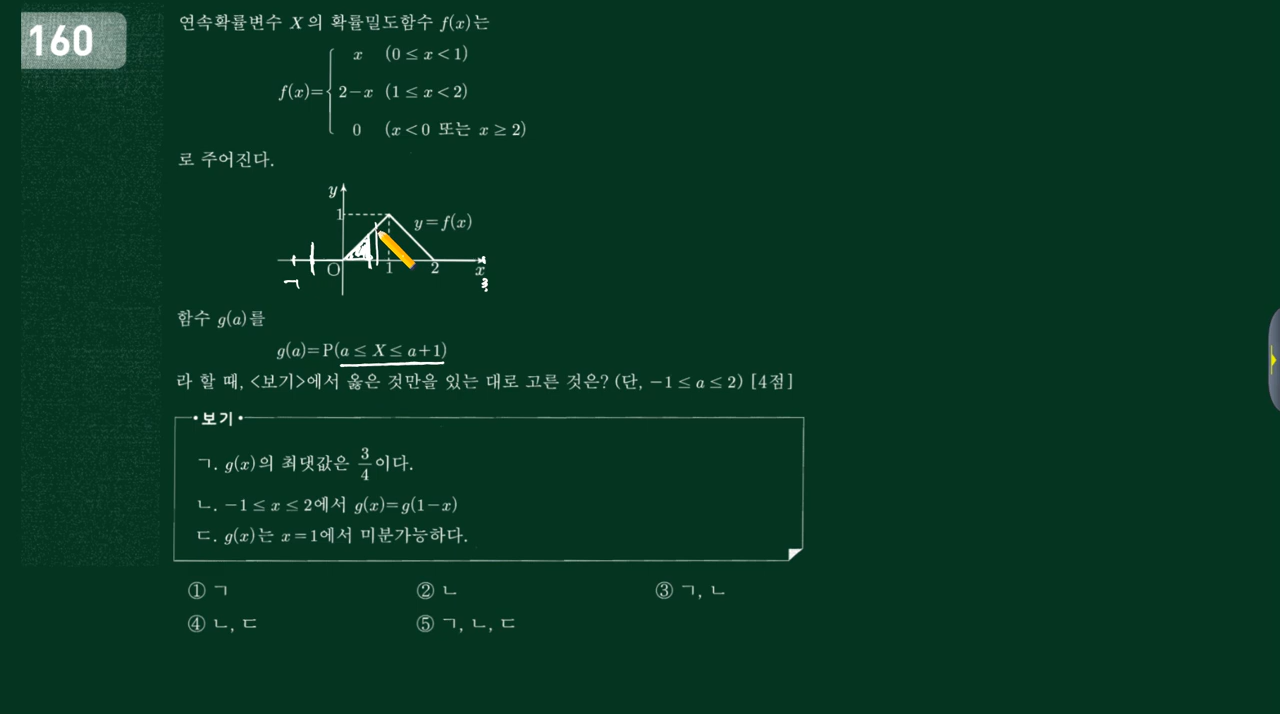 160
연속확률변수 X의 확률밀도함수 f(x)는
x (0≤x<1)
f(x)= 2-x (1≤x<2)
0 (x<0 또는 x≥2)
로 주어진다.
y
1
y=f(x)
O 1 2 x
ㄱ 3
함수 g(a)를
g(a)=P(a≤X≤a+1)
라 할 때, <보기>에서 옳은 것만을 있는 대로 고른 것은? (단, -1≤a≤2) [4점]
•보기•
ㄱ. g(x)의 최댓값은 3/4이다.
ㄴ. -1≤x≤2에서 g(x)=g(1-x)
ㄷ. g(x)는 x=1에서 미분가능하다.
① ㄱ ② ㄴ ③ ㄱ, ㄴ
④ ㄴ, ㄷ ⑤ ㄱ, ㄴ, ㄷ